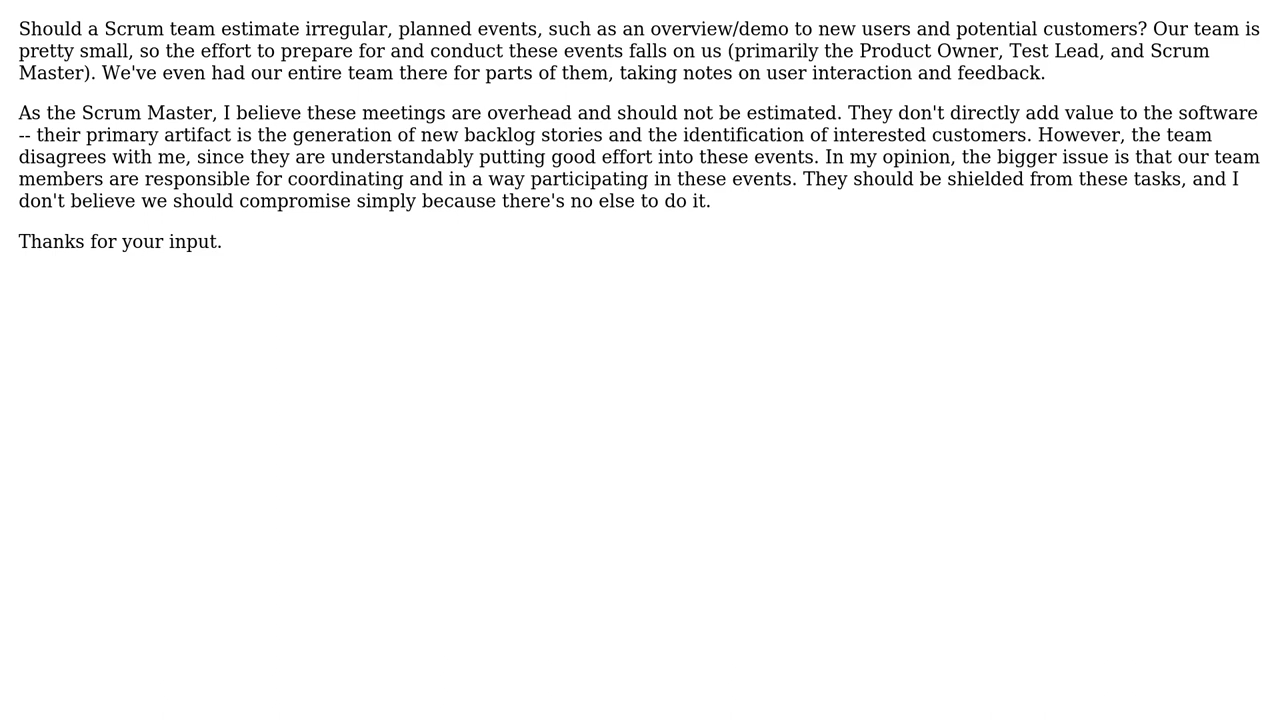 Should a Scrum team estimate irregular, planned events, such as an overview/demo to new users and potential customers? Our team is
pretty small, so the effort to prepare for and conduct these events falls on us (primarily the Product Owner, Test Lead, and Scrum
Master). We've even had our entire team there for parts of them, taking notes on user interaction and feedback.
As the Scrum Master, I believe these meetings are overhead and should not be estimated. They don't directly add value to the software
-- their primary artifact is the generation of new backlog stories and the identification of interested customers. However, the team
disagrees with me, since they are understandably putting good effort into these events. In my opinion, the bigger issue is that our team
members are responsible for coordinating and in a way participating in these events. They should be shielded from these tasks, and I
don't believe we should compromise simply because there's no else to do it.
Thanks for your input.